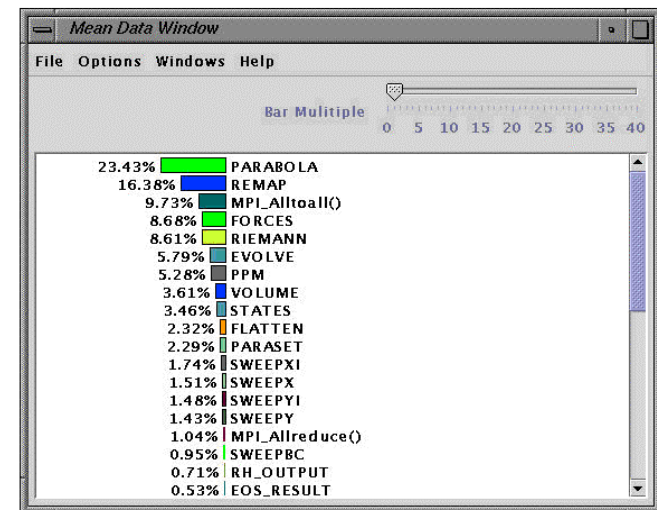 Mean Data Window
File Options Windows Help
Bar Mulitiple
0 5 10 15 20 25 30 35 40
23.43% PARABOLA
16.38% REMAP
9.73% MPI_Alltoall()
8.68% FORCES
8.61% RIEMANN
5.79% EVOLVE
5.28% PPM
3.61% VOLUME
3.46% STATES
2.32% FLATTEN
2.29% PARASET
1.74% SWEEPXI
1.51% SWEEPX
1.48% SWEEPYI
1.43% SWEEPY
1.04% MPI_Allreduce()
0.95% SWEEPBC
0.71% RH_OUTPUT
0.53% EOS_RESULT